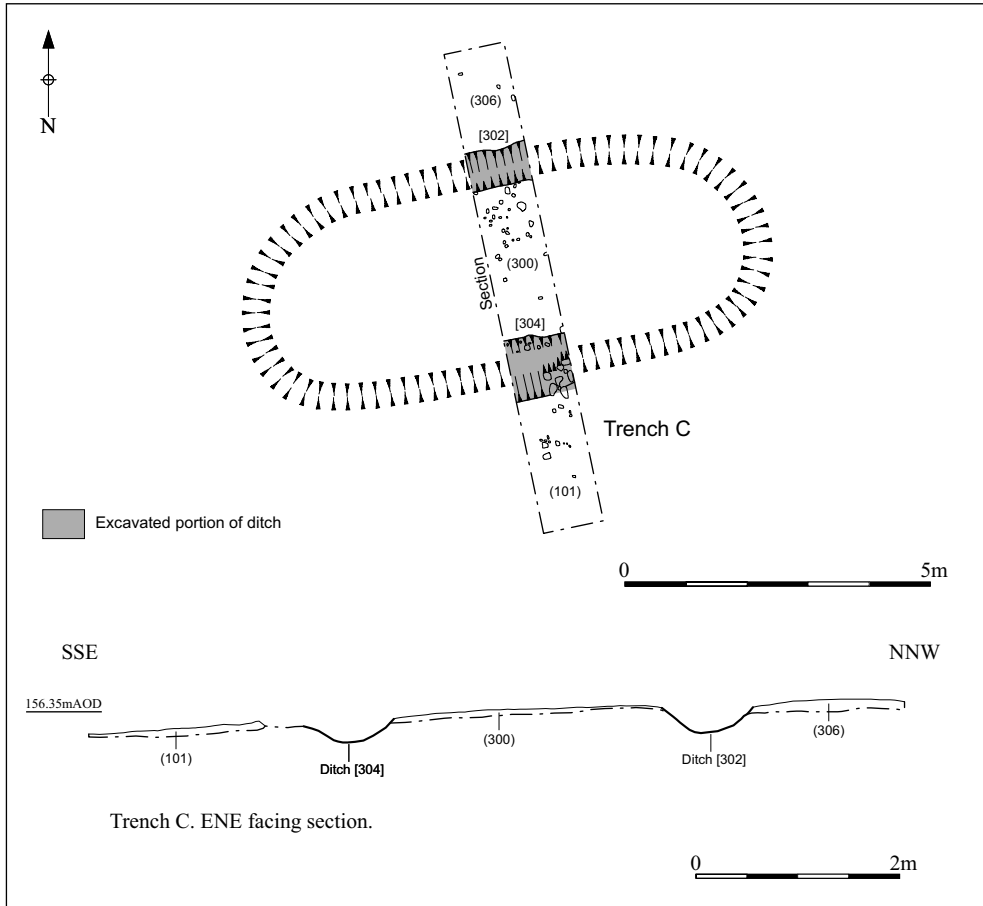 N
(306)
[302]
(300)
Section
[304]
Trench C
(101)
Excavated portion of ditch
0 5m
SSE NNW
156.35mAOD
(101)
Ditch [304]
(300)
Ditch [302]
(306)
Trench C. ENE facing section.
0 2m